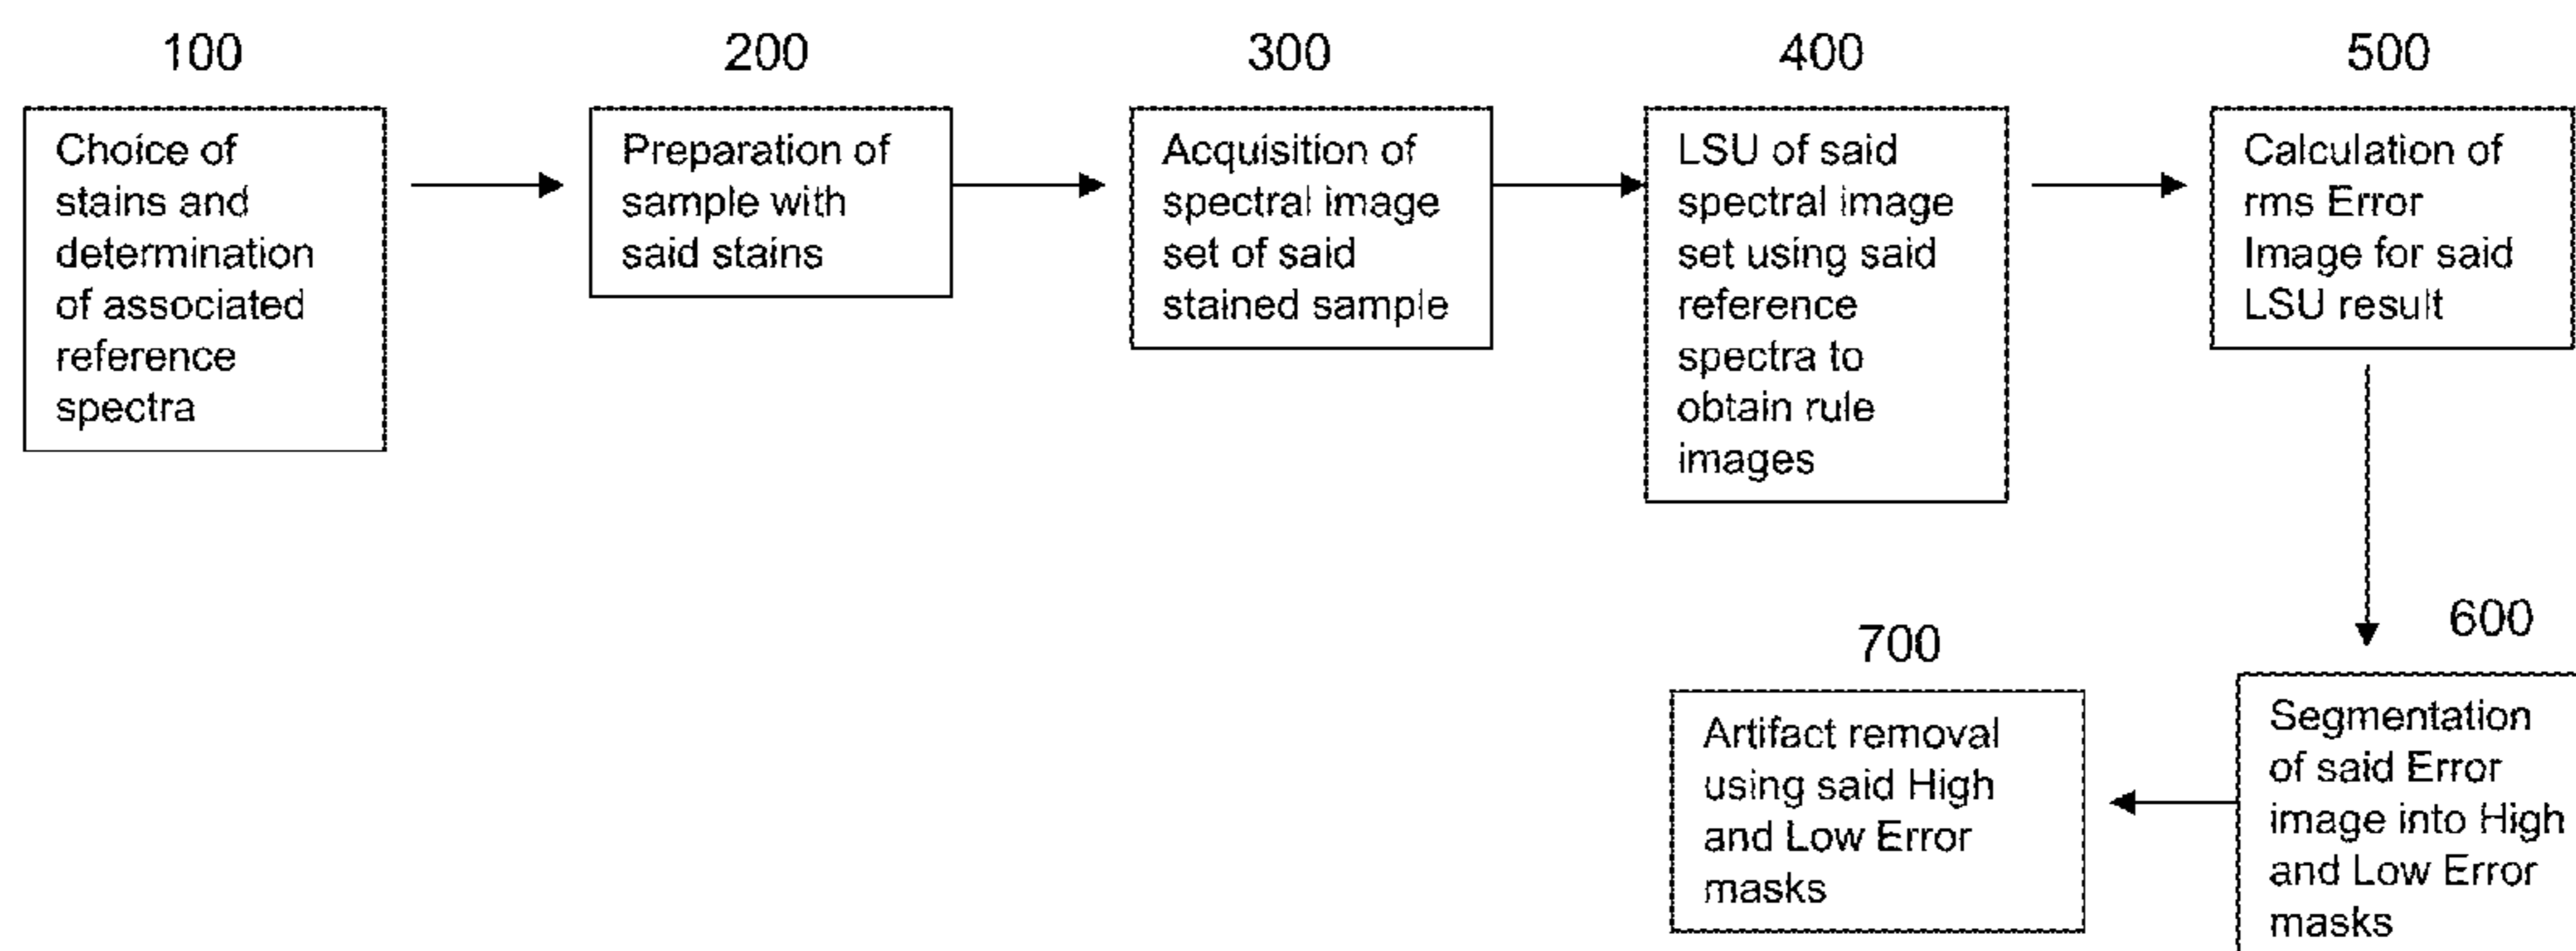 100
Choice of
stains and
determination
of associated
reference
spectra
200
Preparation of
sample with
said stains
300
Acquisition of
spectral image
set of said
stained sample
400
LSU of said
spectral image
set using said
reference
spectra to
obtain rule
images
500
Calculation of
rms Error
Image for said
LSU result
600
Segmentation
of said Error
image into High
and Low Error
masks
700
Artifact removal
using said High
and Low Error
masks